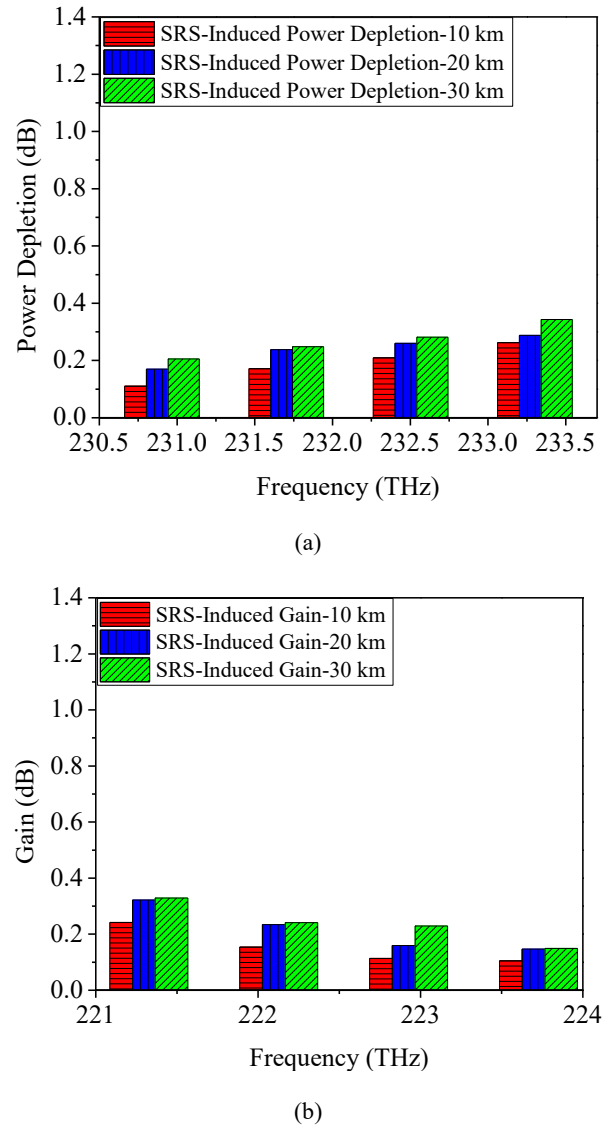 1.4
1.2
1.0
0.8
0.6
0.4
0.2
0.0
Power Depletion (dB)
SRS-Induced Power Depletion-10 km
SRS-Induced Power Depletion-20 km
SRS-Induced Power Depletion-30 km
230.5 231.0 231.5 232.0 232.5 233.0 233.5
Frequency (THz)
(a)
1.4
1.2
1.0
0.8
0.6
0.4
0.2
0.0
Gain (dB)
SRS-Induced Gain-10 km
SRS-Induced Gain-20 km
SRS-Induced Gain-30 km
221 222 223 224
Frequency (THz)
(b)